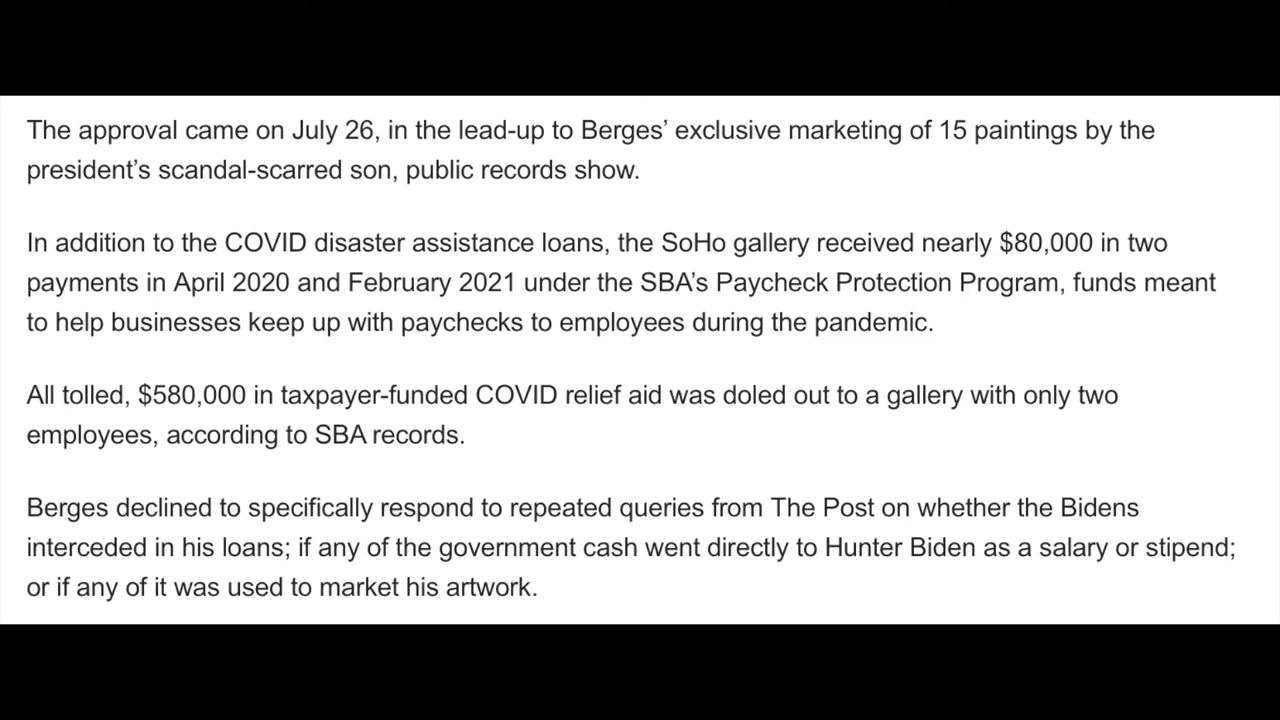 The approval came on July 26, in the lead-up to Berges’ exclusive marketing of 15 paintings by the
president’s scandal-scarred son, public records show.
In addition to the COVID disaster assistance loans, the SoHo gallery received nearly $80,000 in two
payments in April 2020 and February 2021 under the SBA’s Paycheck Protection Program, funds meant
to help businesses keep up with paychecks to employees during the pandemic.
All tolled, $580,000 in taxpayer-funded COVID relief aid was doled out to a gallery with only two
employees, according to SBA records.
Berges declined to specifically respond to repeated queries from The Post on whether the Bidens
interceded in his loans; if any of the government cash went directly to Hunter Biden as a salary or stipend;
or if any of it was used to market his artwork.